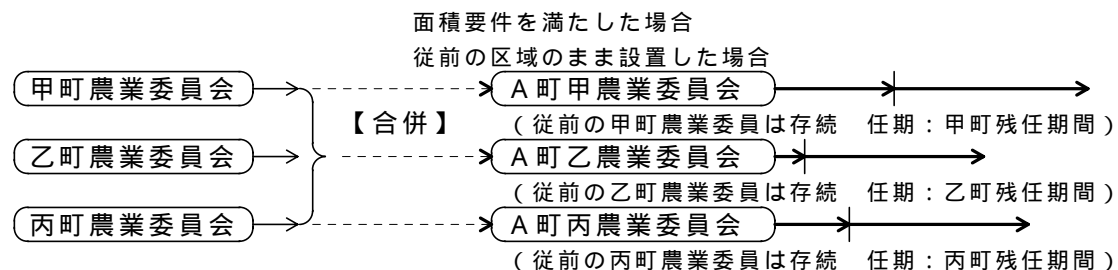 面積要件を満たした場合
従前の区域のまま設置した場合
甲町農業委員会
A町甲農業委員会
【合併】
(従前の甲町農業委員は存続 任期:甲町残任期間)
乙町農業委員会
A町乙農業委員会
(従前の乙町農業委員は存続 任期:乙町残任期間)
丙町農業委員会
A町丙農業委員会
(従前の丙町農業委員は存続 任期:丙町残任期間)